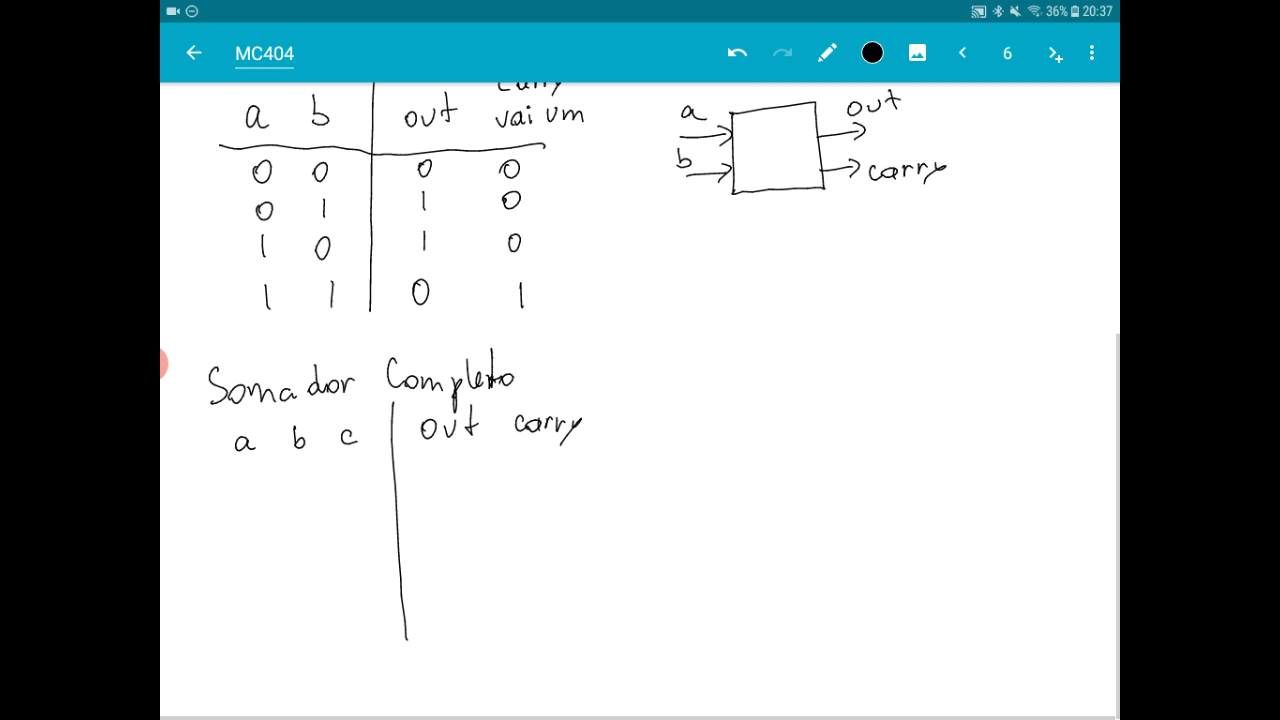 36% 20:37
MC404
6
carry
a b out vai um
0 0 0 0
0 1 1 0
1 0 1 0
1 1 0 1
a out
b carry
Somador Completo
a b c out carry